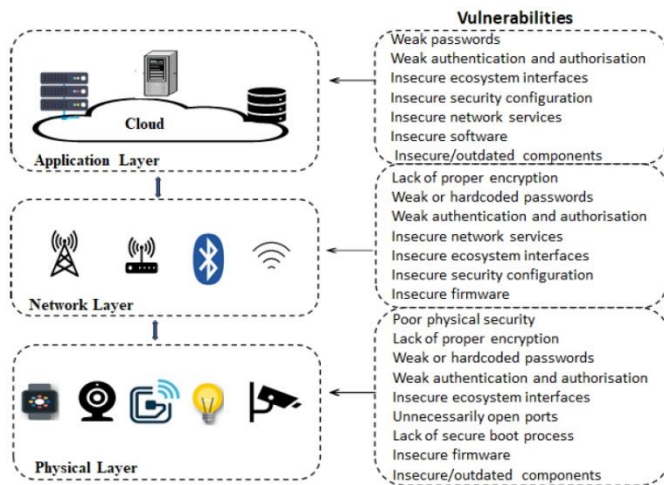 Vulnerabilities
Weak passwords
Weak authentication and authorisation
Insecure ecosystem interfaces
Insecure security configuration
Insecure network services
Insecure software
Insecure/outdated components
Cloud
Application Layer
Lack of proper encryption
Weak or hardcoded passwords
Weak authentication and authorisation
Insecure network services
Insecure ecosystem interfaces
Insecure security configuration
Insecure firmware
Network Layer
Poor physical security
Lack of proper encryption
Weak or hardcoded passwords
Weak authentication and authorisation
Insecure ecosystem interfaces
Unnecessarily open ports
Lack of secure boot process
Insecure firmware
Insecure/outdated components
Physical Layer